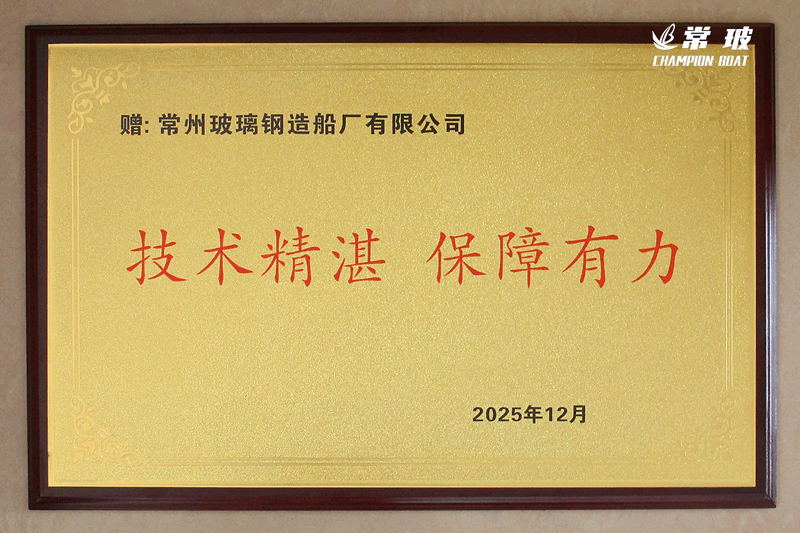 常玻
CHAMPION BOAT
赠: 常州玻璃钢造船厂有限公司
技术精湛 保障有力
2025年12月